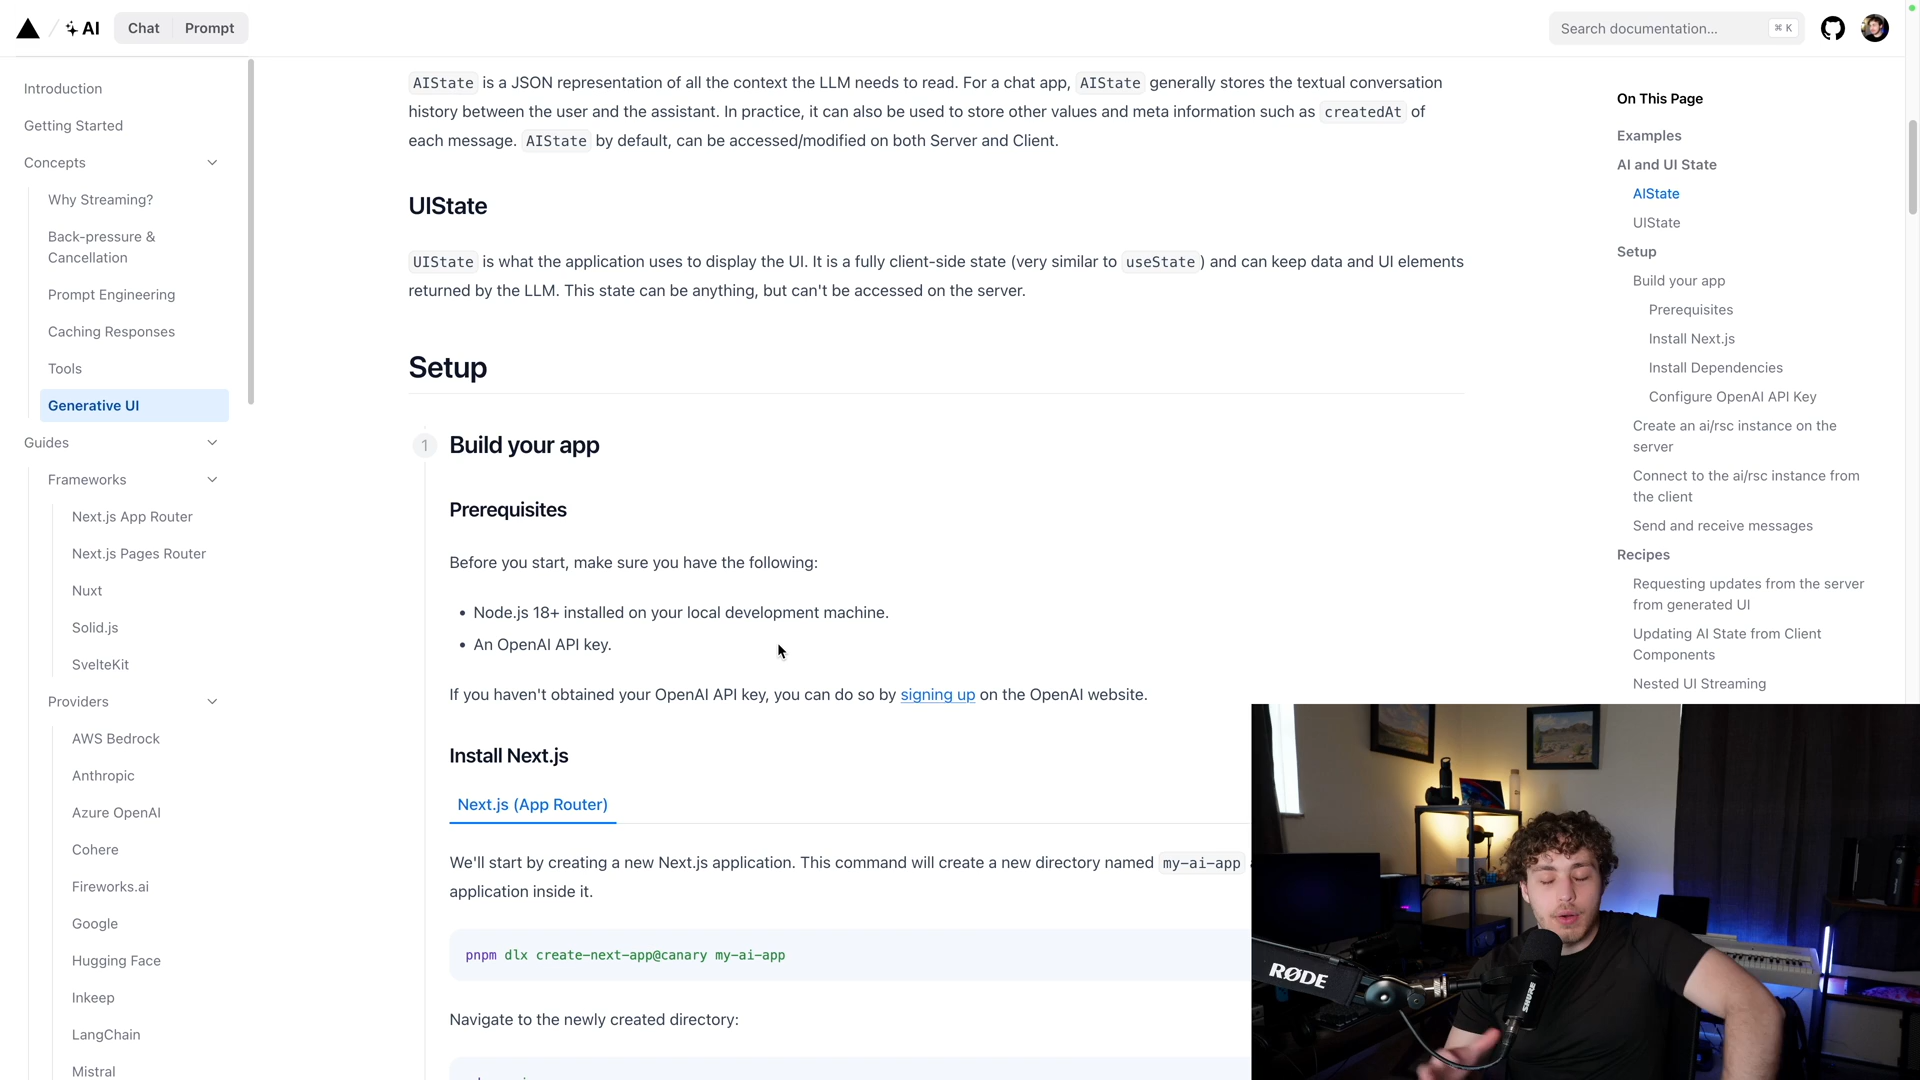 AI
Chat
Prompt
Search documentation...
⌘ K
Introduction
Getting Started
Concepts
Why Streaming?
Back-pressure &
Cancellation
Prompt Engineering
Caching Responses
Tools
Generative UI
Guides
Frameworks
Next.js App Router
Next.js Pages Router
Nuxt
Solid.js
SvelteKit
Providers
AWS Bedrock
Anthropic
Azure OpenAI
Cohere
Fireworks.ai
Google
Hugging Face
Inkeep
LangChain
Mistral
AIState is a JSON representation of all the context the LLM needs to read. For a chat app, AIState generally stores the textual conversation
history between the user and the assistant. In practice, it can also be used to store other values and meta information such as createdAt of
each message. AIState by default, can be accessed/modified on both Server and Client.
UIState
UIState is what the application uses to display the UI. It is a fully client-side state (very similar to useState) and can keep data and UI elements
returned by the LLM. This state can be anything, but can't be accessed on the server.
Setup
1
Build your app
Prerequisites
Before you start, make sure you have the following:
• Node.js 18+ installed on your local development machine.
• An OpenAI API key.
If you haven't obtained your OpenAI API key, you can do so by signing up on the OpenAI website.
Install Next.js
Next.js (App Router)
We'll start by creating a new Next.js application. This command will create a new directory named my-ai-app
application inside it.
pnpm dlx create-next-app@canary my-ai-app
Navigate to the newly created directory:
On This Page
Examples
AI and UI State
AIState
UIState
Setup
Build your app
Prerequisites
Install Next.js
Install Dependencies
Configure OpenAI API Key
Create an ai/rsc instance on the
server
Connect to the ai/rsc instance from
the client
Send and receive messages
Recipes
Requesting updates from the server
from generated UI
Updating AI State from Client
Components
Nested UI Streaming
RØDE
SHURE